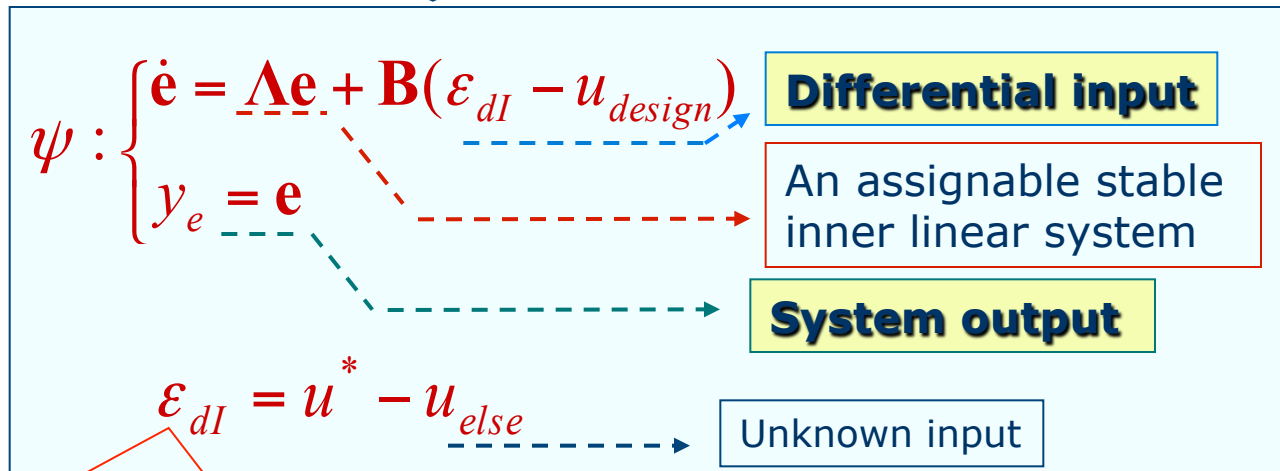 ψ : { ė = Λe + B(ε_dI − u_design)
Differential input
An assignable stable
inner linear system
y_e = e
System output
ε_dI = u* − u_else
Unknown input